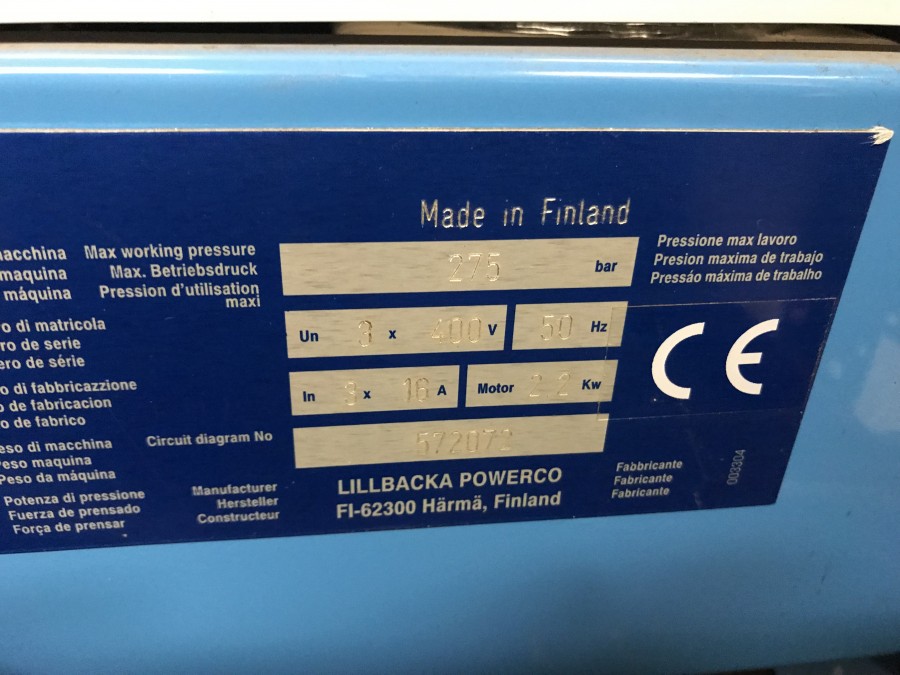 Made in Finland
macchina Max working pressure 275 bar Pressione max lavoro
maquina Max. Betriebsdruck Presion maxima de trabajo
máquina Pression d'utilisation maxi Pressáo máxima de trabalho
ro di matricola Un 3 x 400 V 50 Hz
ero de serie
ero de série
o di fabbricazzione In 3 x 16 A Motor 2.2 Kw
o de fabricacion
o de fabrico
eso di macchina Circuit diagram No
Peso maquina
Peso da máquina
Potenza di pressione Manufacturer LILLBACKA POWERCO Fabbricante
Fuerza de prensado Hersteller FI-62300 Härmä, Finland Fabricante
Força de prensar Constructeur Fabricante
CE
003304